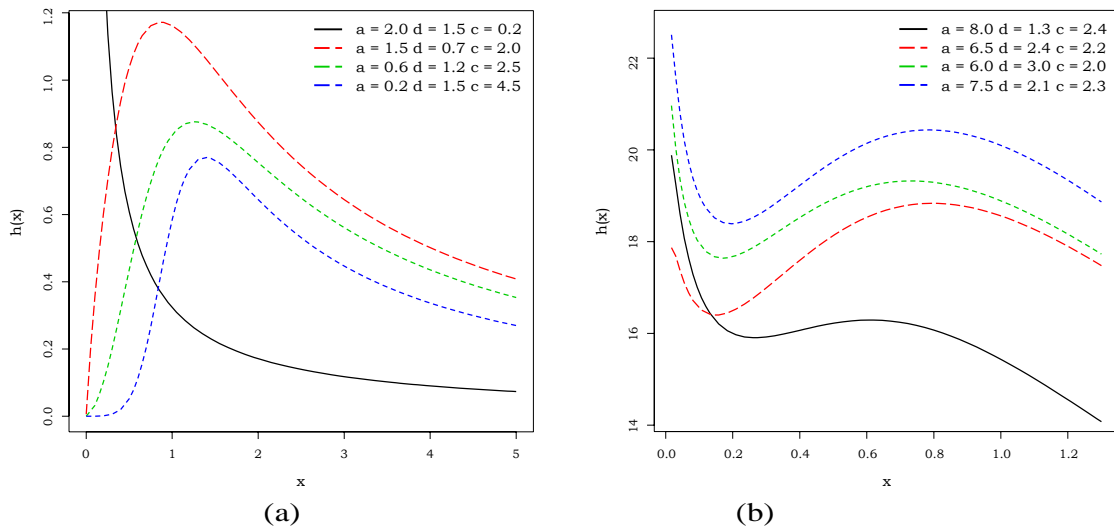 a = 2.0 d = 1.5 c = 0.2
a = 1.5 d = 0.7 c = 2.0
a = 0.6 d = 1.2 c = 2.5
a = 0.2 d = 1.5 c = 4.5
1.2
1.0
0.8
0.6
0.4
0.2
0.0
h(x)
0 1 2 3 4 5
x
(a)
a = 8.0 d = 1.3 c = 2.4
a = 6.5 d = 2.4 c = 2.2
a = 6.0 d = 3.0 c = 2.0
a = 7.5 d = 2.1 c = 2.3
22
20
18
16
14
h(x)
0.0 0.2 0.4 0.6 0.8 1.0 1.2
x
(b)